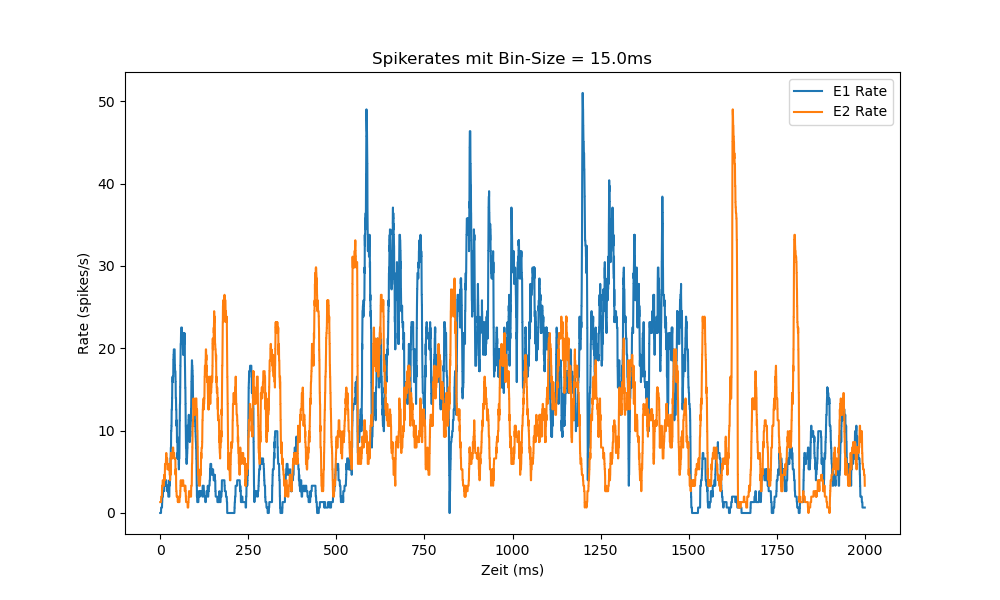 Spikerates mit Bin-Size = 15.0ms
E1 Rate
E2 Rate
Rate (spikes/s)
50
40
30
20
10
0
0 250 500 750 1000 1250 1500 1750 2000
Zeit (ms)